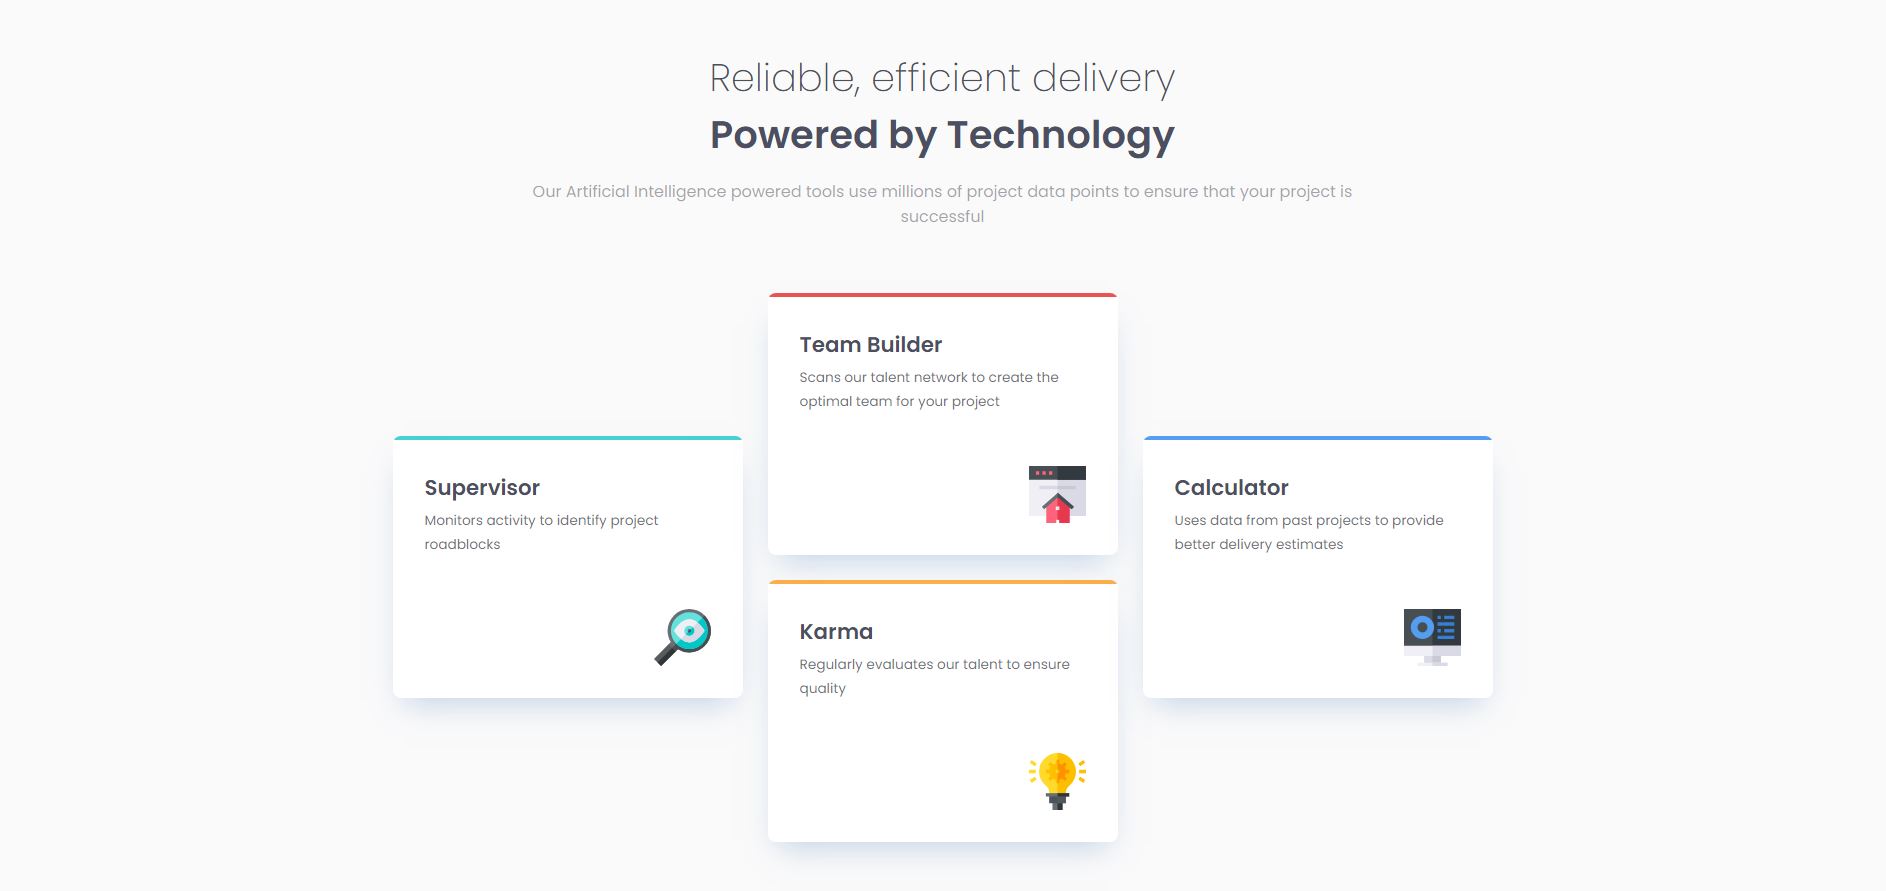 Reliable, efficient delivery
Powered by Technology
Our Artificial Intelligence powered tools use millions of project data points to ensure that your project is
successful
Supervisor
Monitors activity to identify project
roadblocks
Team Builder
Scans our talent network to create the
optimal team for your project
Karma
Regularly evaluates our talent to ensure
quality
Calculator
Uses data from past projects to provide
better delivery estimates